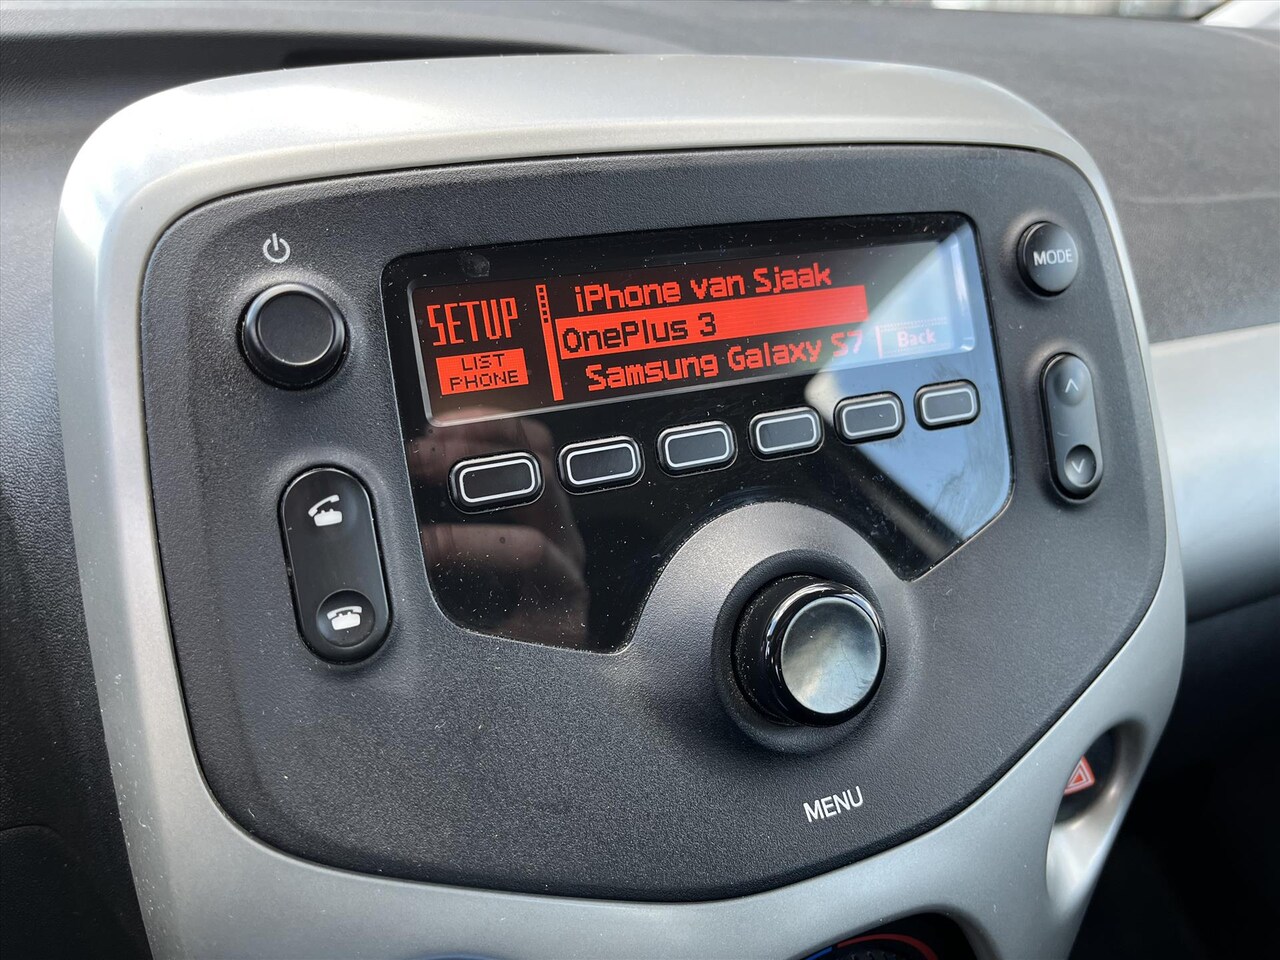 SETUP
LIST
PHONE
iPhone van Sjaak
OnePlus 3
Samsung Galaxy S7
Back
MODE
MENU